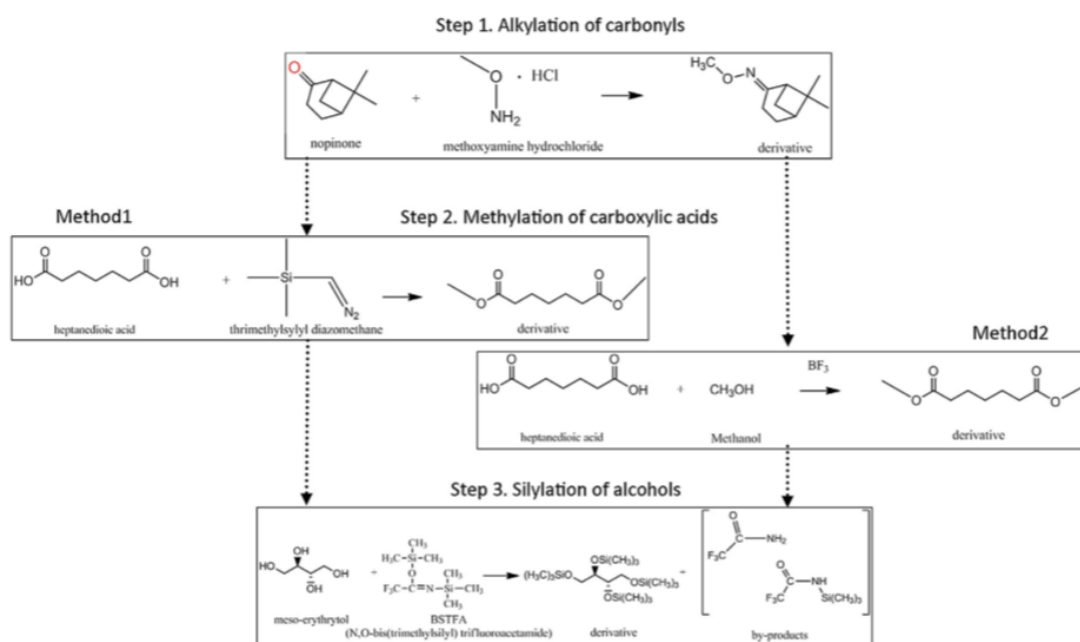 Step 1. Alkylation of carbonyls
O
O · HCl
NH₂
+
H₃C
O
N
nopinone
methoxyamine hydrochloride
derivative
Method1
Step 2. Methylation of carboxylic acids
HO
O
O
OH
+
Si
N₂
O
O
O
O
heptanedioic acid
thrimethylsylyl diazomethane
derivative
Method2
HO
O
O
OH
+
CH₃OH
BF₃
O
O
O
O
heptanedioic acid
Methanol
derivative
Step 3. Silylation of alcohols
HO
OH
OH
OH
+
CH₃
H₃C-Si-CH₃
O CH₃
F₃C-C=N-Si-CH₃
CH₃
(H₃C)₃SiO
OSi(CH₃)₃
OSi(CH₃)₃
OSi(CH₃)₃
O
C
NH₂
F₃C
O
C
NH
F₃C
Si(CH₃)₃
meso-erythrytol
BSTFA
(N,O-bis(trimethylsilyl) trifluoroacetamide)
derivative
by-products